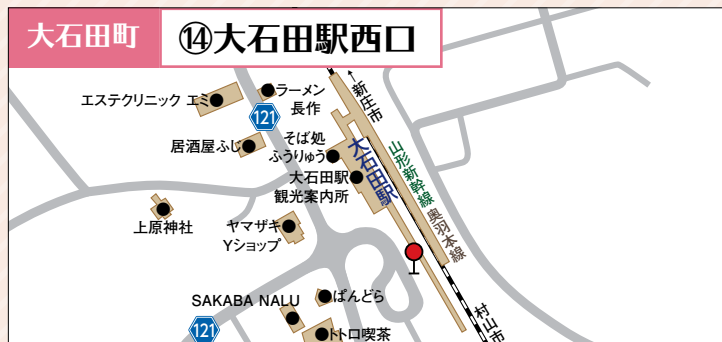 大石田町
⑭大石田駅西口
エステクリニック エミ
ラーメン
長作
121
新庄市
居酒屋ふじ
そば処
ふうりゅう
大石田駅
山形新幹線
奥羽本線
大石田駅
観光案内所
上原神社
ヤマザキ
Yショップ
SAKABA NALU
ぱんどら
121
トトロ喫茶
村山市